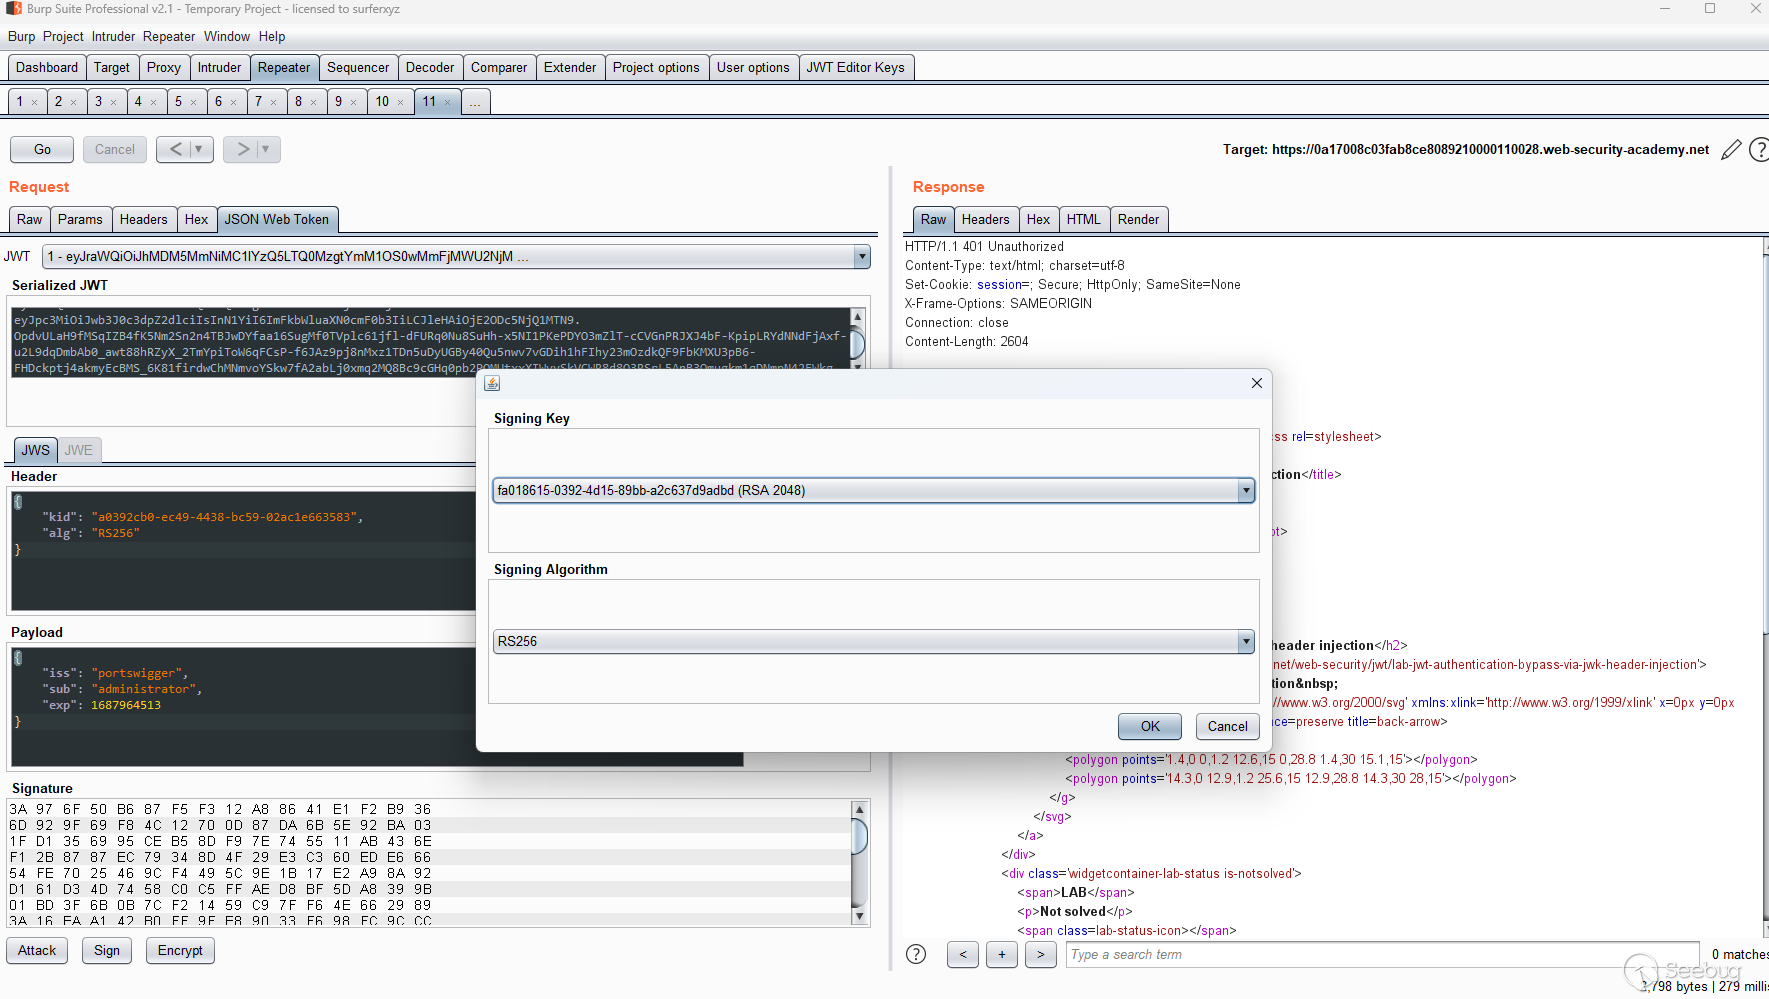 Burp Suite Professional v2.1 - Temporary Project - licensed to surferxyz
Burp Project Intruder Repeater Window Help
Dashboard Target Proxy Intruder Repeater Sequencer Decoder Comparer Extender Project options User options JWT Editor Keys
1 × 2 × 3 × 4 × 5 × 6 × 7 × 8 × 9 × 10 × 11 × ...
Go Cancel < ▼ > ▼
Target: https://0a17008c03fab8ce8089210000110028.web-security-academy.net
Request
Raw Params Headers Hex JSON Web Token
JWT 1 - eyJraWQiOiJhMDM5MmNiMC1lYzQ5LTQ0MzgtYmM1OS0wMmFjMWU2NjM ...
Serialized JWT
eyJpc3MiOiJwb3J0c3dpZ2dlciIsInN1YiI6ImFkbWluaXN0cmF0b3IiLCJleHAiOjE2ODc5NjQ1MTN9.
OpdvULaH9fMSqIZB4fK5Nm2Sn2n4TBJwDYfaa16SugMf0TVplc61jfl-dFURq0Nu8SuHh-x5NI1PKePDYO3mZlT-cCVGnPRJXJ4bF-KpipLRYdNNdFjAxf-
u2L9dqDmbAb0_awt88hRZyX_2TmYpiToW6qFCsP-f6JAz9pj8nMxz1TDn5uDyUGBy40Qu5nwv7vGDih1hFIhy23mOzdkQF9FbKMXU3pB6-
FHDckptj4akmyEcBMS_6K81firdwChMNmvoYSkw7fA2abLj0xmq2MQ8Bc9cGHq0pb2
JWS JWE
Header
{
"kid": "a0392cb0-ec49-4438-bc59-02ac1e663583",
"alg": "RS256"
}
Payload
{
"iss": "portswigger",
"sub": "administrator",
"exp": 1687964513
}
Signature
3A 97 6F 50 B6 87 F5 F3 12 A8 86 41 E1 F2 B9 36
6D 92 9F 69 F8 4C 12 70 0D 87 DA 6B 5E 92 BA 03
1F D1 35 69 95 CE B5 8D F9 7E 74 55 11 AB 43 6E
F1 2B 87 87 EC 79 34 8D 4F 29 E3 C3 60 ED E6 66
54 FE 70 25 46 9C F4 49 5C 9E 1B 17 E2 A9 8A 92
D1 61 D3 4D 74 58 C0 C5 FF AE D8 BF 5D A8 39 9B
01 BD 3F 6B 0B 7C F2 14 59 C9 7F F6 4E 66 29 89
3A 16 EA A1 42 B0 FF 9F E8 90 33 F6 98 FC 9C CC
Attack Sign Encrypt
Signing Key
fa018615-0392-4d15-89bb-a2c637d9adbd (RSA 2048)
Signing Algorithm
RS256
OK Cancel
Response
Raw Headers Hex HTML Render
HTTP/1.1 401 Unauthorized
Content-Type: text/html; charset=utf-8
Set-Cookie: session=; Secure; HttpOnly; SameSite=None
X-Frame-Options: SAMEORIGIN
Connection: close
Content-Length: 2604
ss rel=stylesheet>
ction</title>
pt>
header injection</h2>
net/web-security/jwt/lab-jwt-authentication-bypass-via-jwk-header-injection'>
tion&nbsp;
//www.w3.org/2000/svg' xmlns:xlink='http://www.w3.org/1999/xlink' x=0px y=0px
nce=preserve title=back-arrow>
<polygon points='1.4,0 0,1.2 12.6,15 0,28.8 1.4,30 15.1,15'></polygon>
<polygon points='14.3,0 12.9,1.2 25.6,15 12.9,28.8 14.3,30 28,15'></polygon>
</g>
</svg>
</a>
</div>
<div class='widgetcontainer-lab-status is-notsolved'>
<span>LAB</span>
<p>Not solved</p>
<span class=lab-status-icon></span>
? < + > Type a search term 0 matches
Seebug
,798 bytes | 279 millis